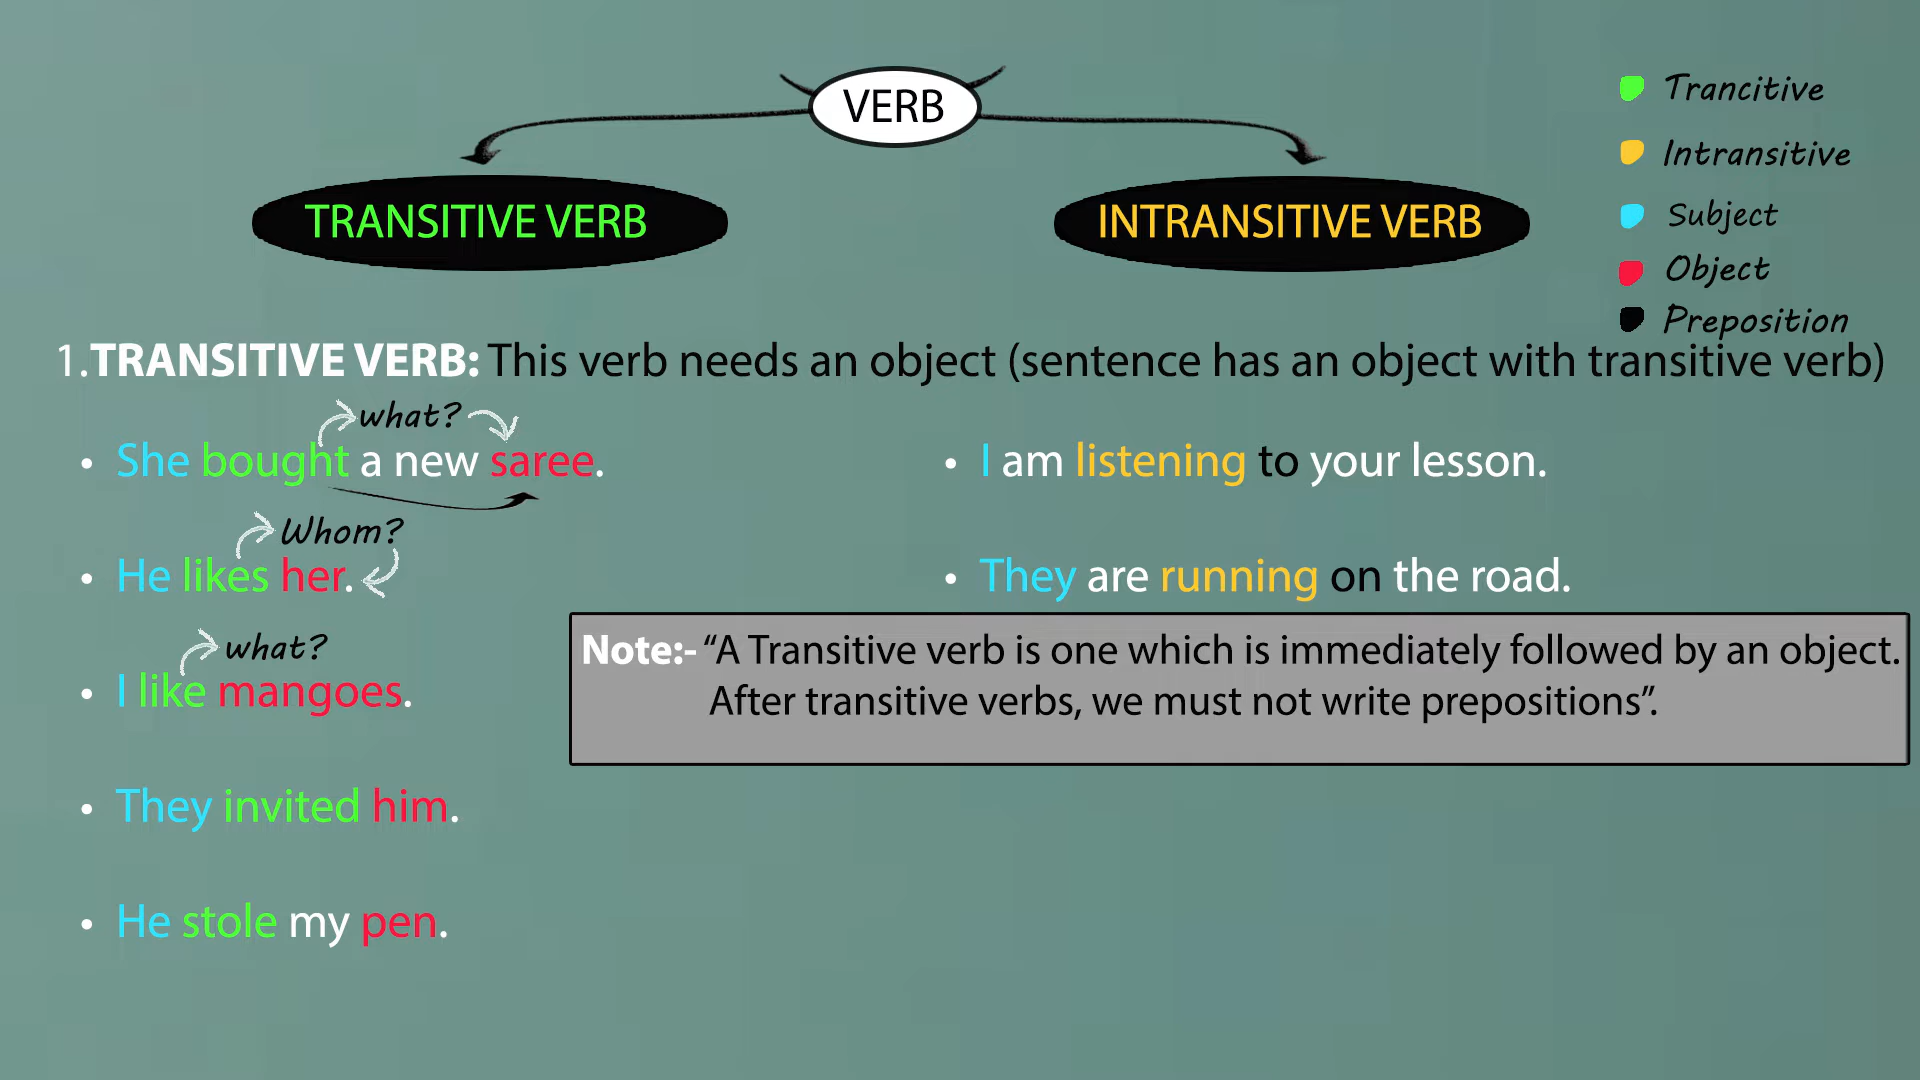 VERB
TRANSITIVE VERB
INTRANSITIVE VERB
Trancitive
Intransitive
Subject
Object
Preposition
1.TRANSITIVE VERB: This verb needs an object (sentence has an object with transitive verb)
what?
She bought a new saree.
Whom?
He likes her.
what?
I like mangoes.
They invited him.
He stole my pen.
I am listening to your lesson.
They are running on the road.
Note:- “A Transitive verb is one which is immediately followed by an object.
After transitive verbs, we must not write prepositions”.